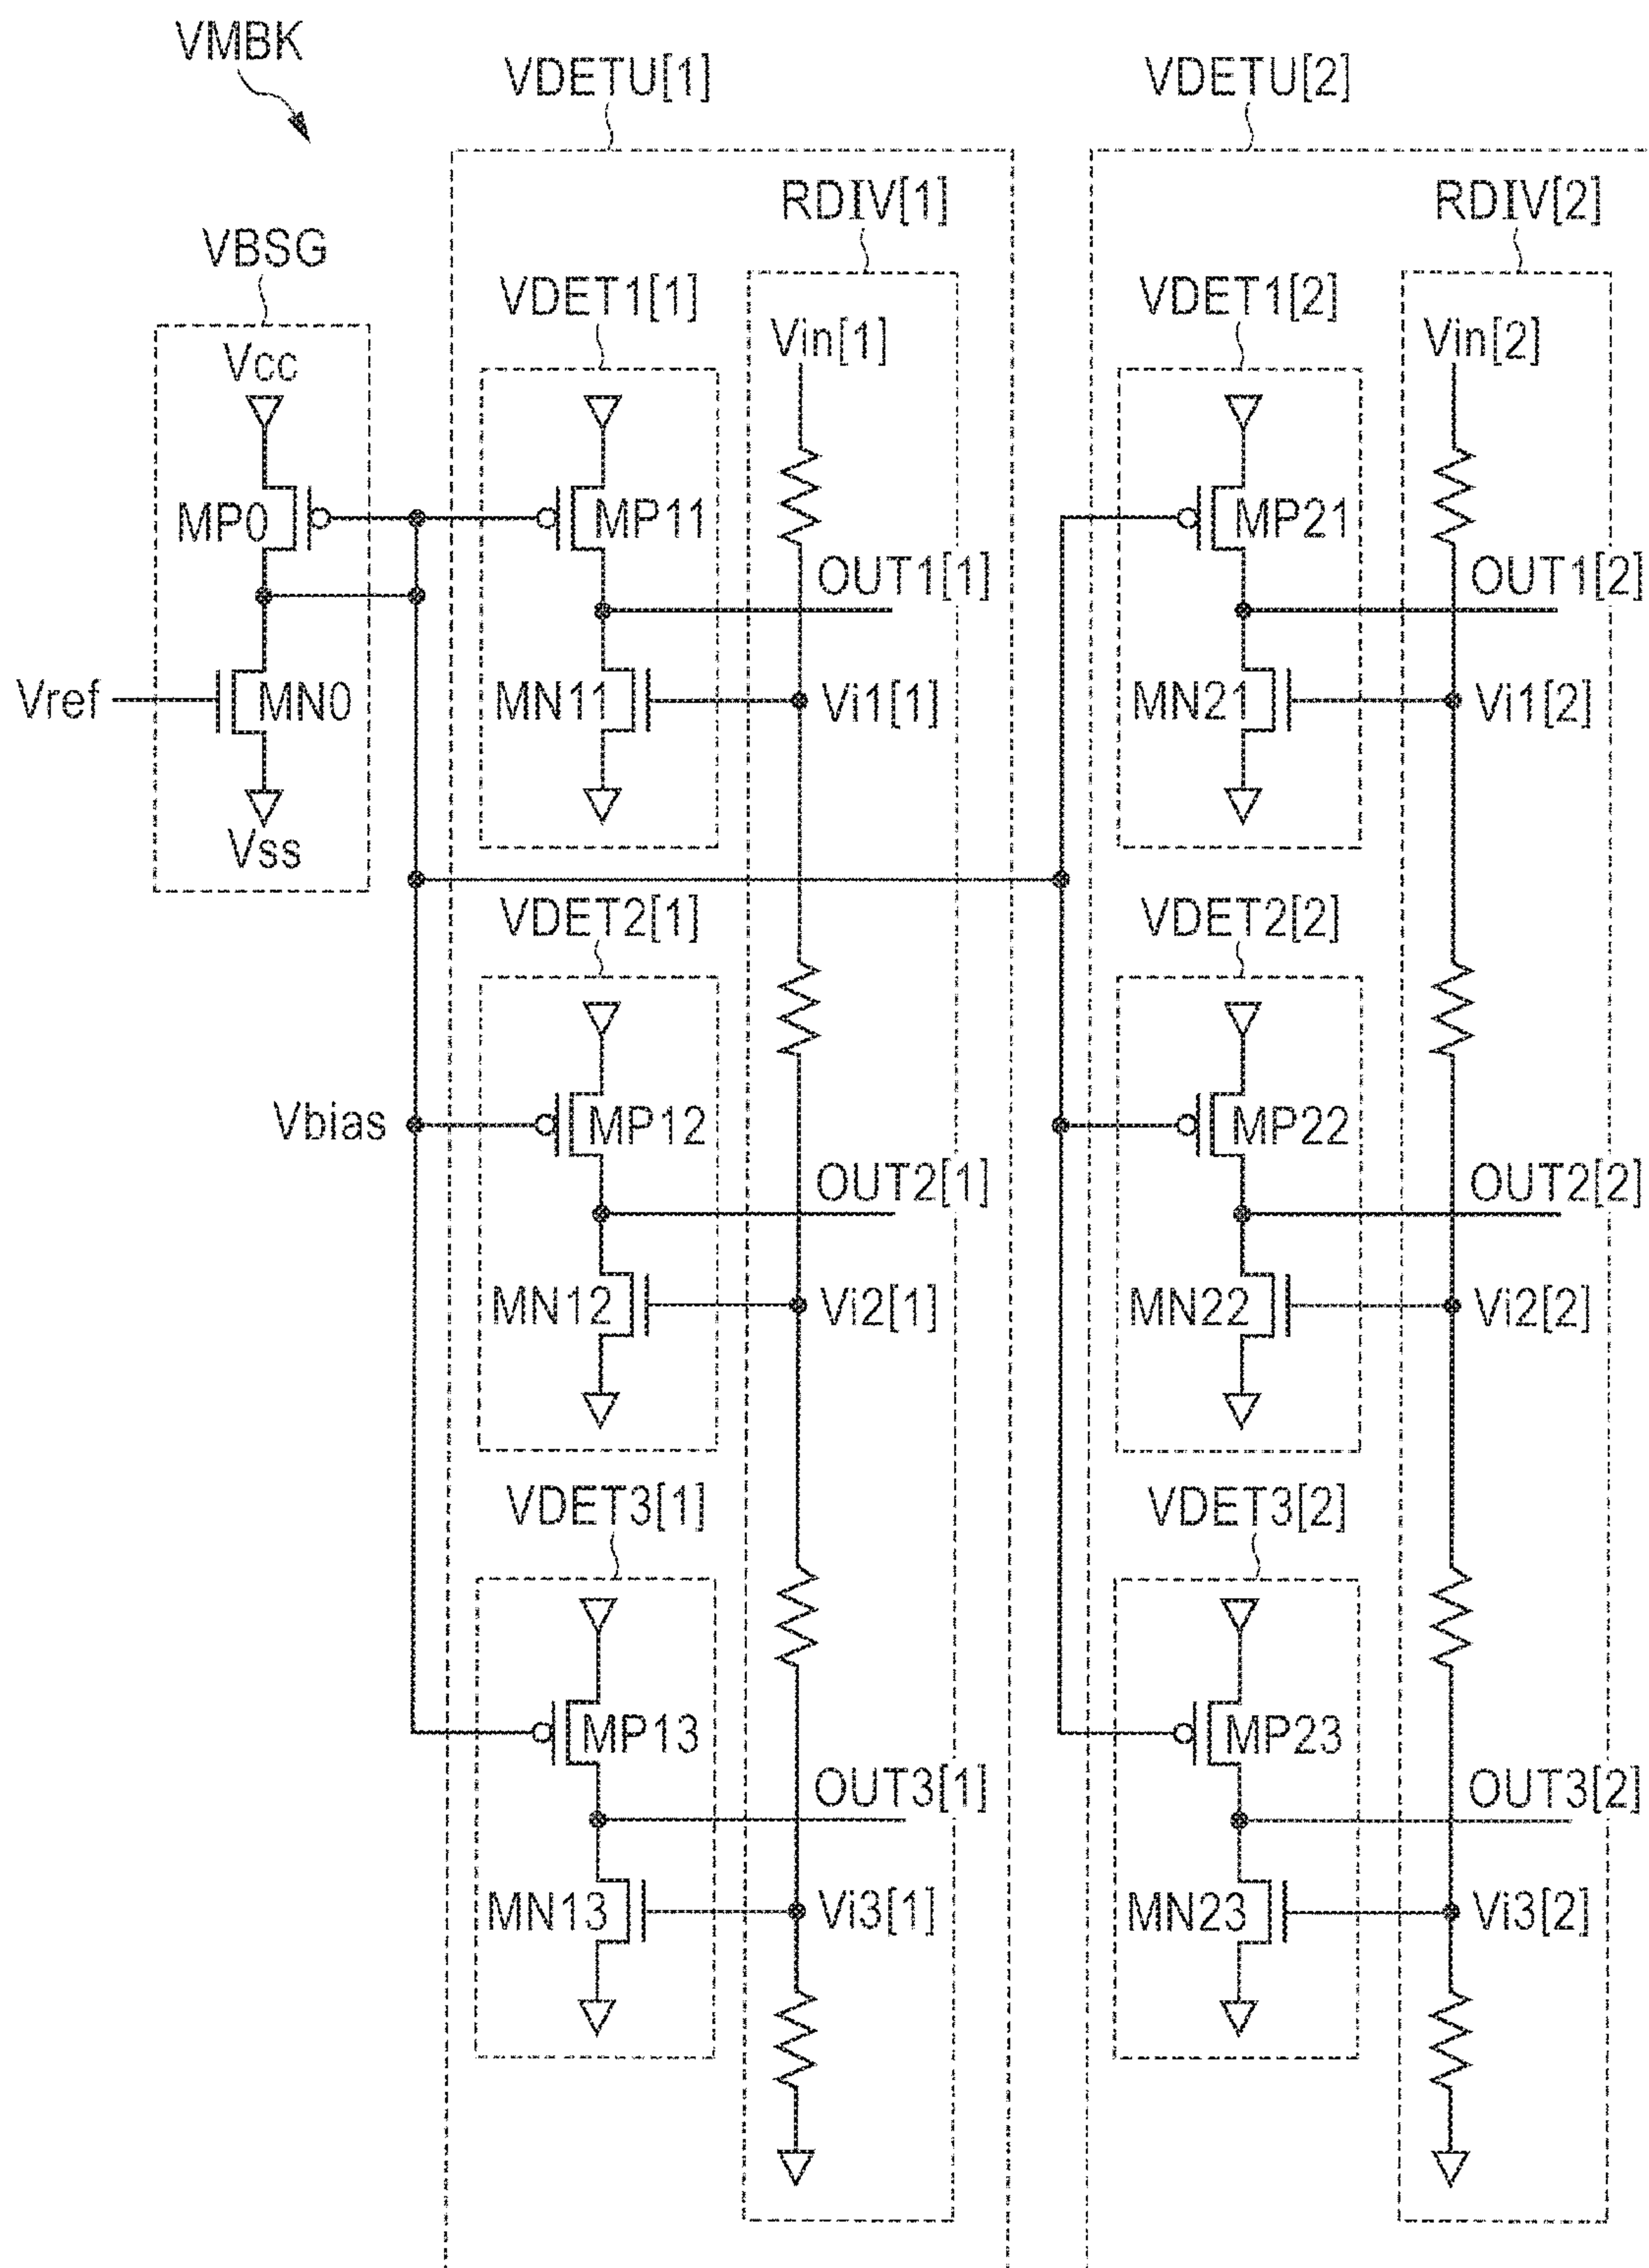 VMBK
VDETU[1]
VDETU[2]
RDIV[1]
RDIV[2]
VBSG
VDET1[1]
VDET1[2]
Vin[1]
Vin[2]
Vcc
MP0
MP11
MP21
OUT1[1]
OUT1[2]
Vref
MN0
MN11
Vi1[1]
MN21
Vi1[2]
Vss
VDET2[1]
VDET2[2]
Vbias
MP12
MP22
OUT2[1]
OUT2[2]
MN12
Vi2[1]
MN22
Vi2[2]
VDET3[1]
VDET3[2]
MP13
MP23
OUT3[1]
OUT3[2]
MN13
Vi3[1]
MN23
Vi3[2]